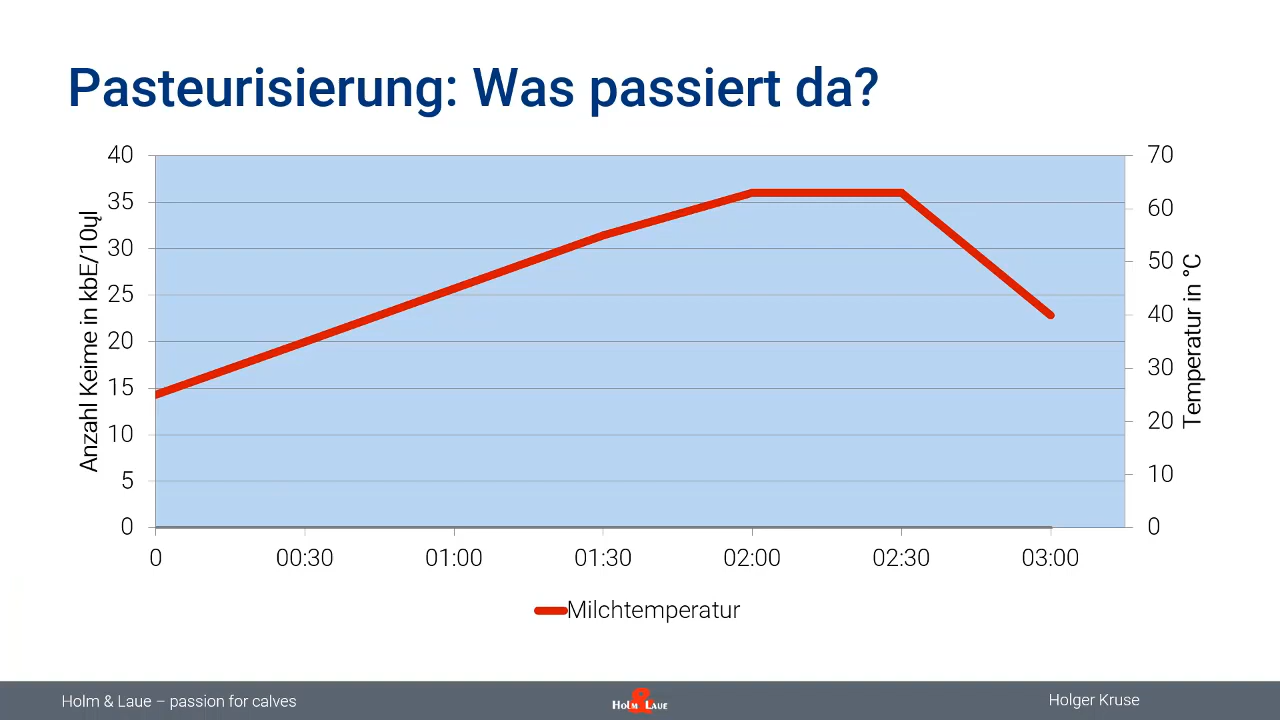 Pasteurisierung: Was passiert da?
Anzahl Keime in kbE/10ųl
40
35
30
25
20
15
10
5
0
70
60
50
40
30
20
10
0
Temperatur in °C
0 00:30 01:00 01:30 02:00 02:30 03:00
Milchtemperatur
Holm & Laue – passion for calves
Holm & Laue
Holger Kruse